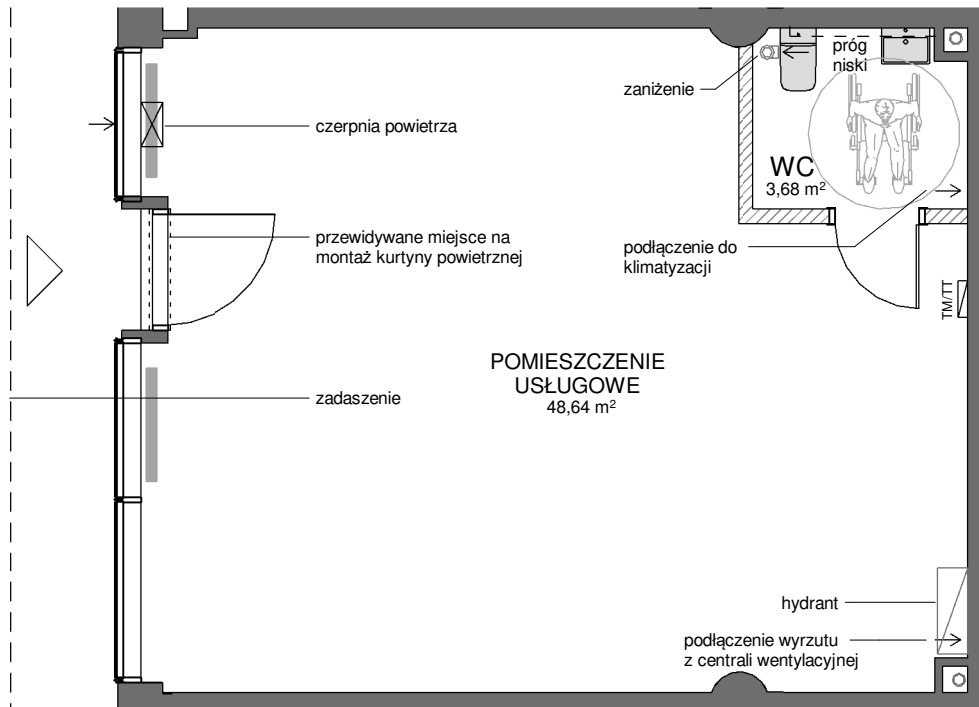 próg
niski
zaniżenie
czerpnia powietrza
WC
3,68 m²
przewidywane miejsce na
montaż kurtyny powietrznej
podłączenie do
klimatyzacji
TM/TT
POMIESZCZENIE
USŁUGOWE
48,64 m²
zadaszenie
hydrant
podłączenie wyrzutu
z centrali wentylacyjnej